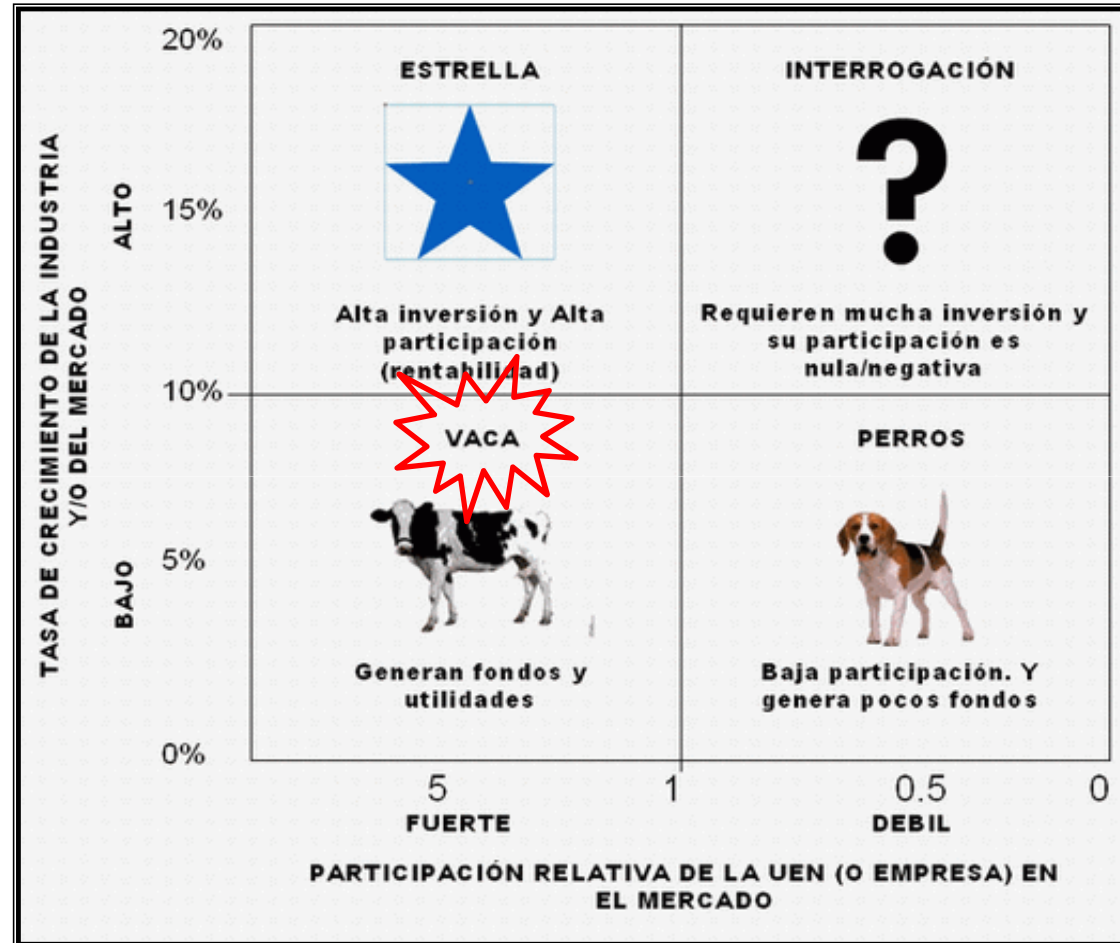 TASA DE CRECIMIENTO DE LA INDUSTRIA
Y/O DEL MERCADO
ALTO
BAJO
20%
15%
10%
5%
0%
ESTRELLA
Alta inversión y Alta
participación
(rentabilidad)
INTERROGACIÓN
?
Requieren mucha inversión y
su participación es
nula/negativa
VACA
Generan fondos y
utilidades
PERROS
Baja participación. Y
genera pocos fondos
5
1
0.5
0
FUERTE
DEBIL
PARTICIPACIÓN RELATIVA DE LA UEN (O EMPRESA) EN
EL MERCADO